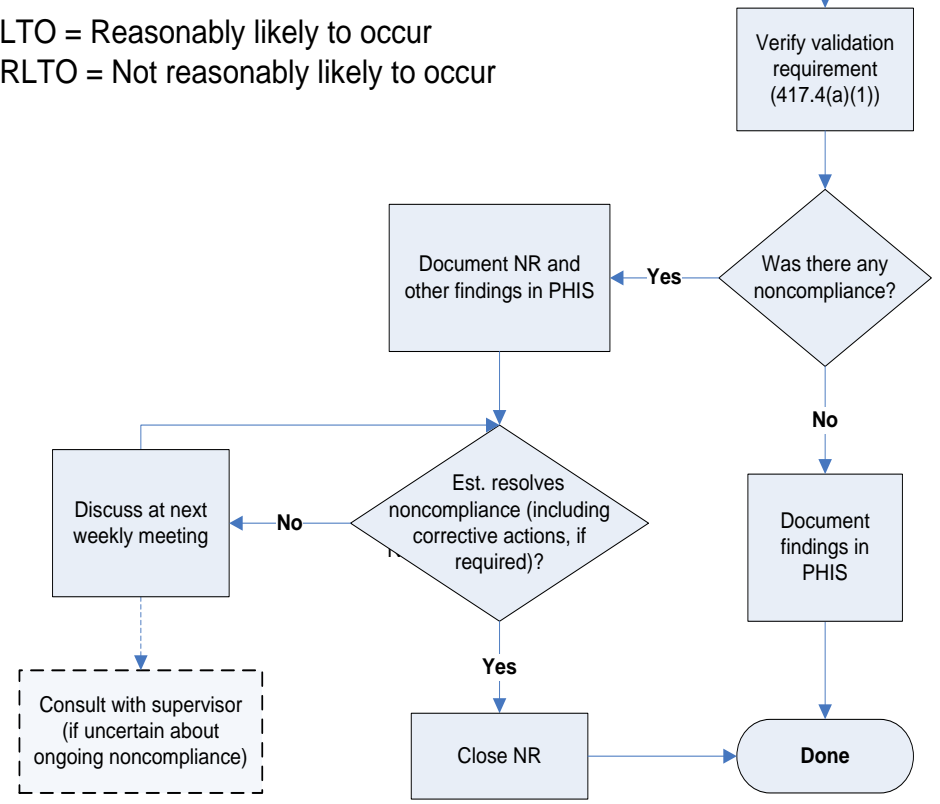 LTO = Reasonably likely to occur
RLTO = Not reasonably likely to occur
Verify validation
requirement
(417.4(a)(1))
Was there any
noncompliance?
Yes
Document NR and
other findings in PHIS
No
Est. resolves
noncompliance (including
corrective actions, if
required)?
No
Discuss at next
weekly meeting
Document
findings in
PHIS
Yes
Consult with supervisor
(if uncertain about
ongoing noncompliance)
Close NR
Done